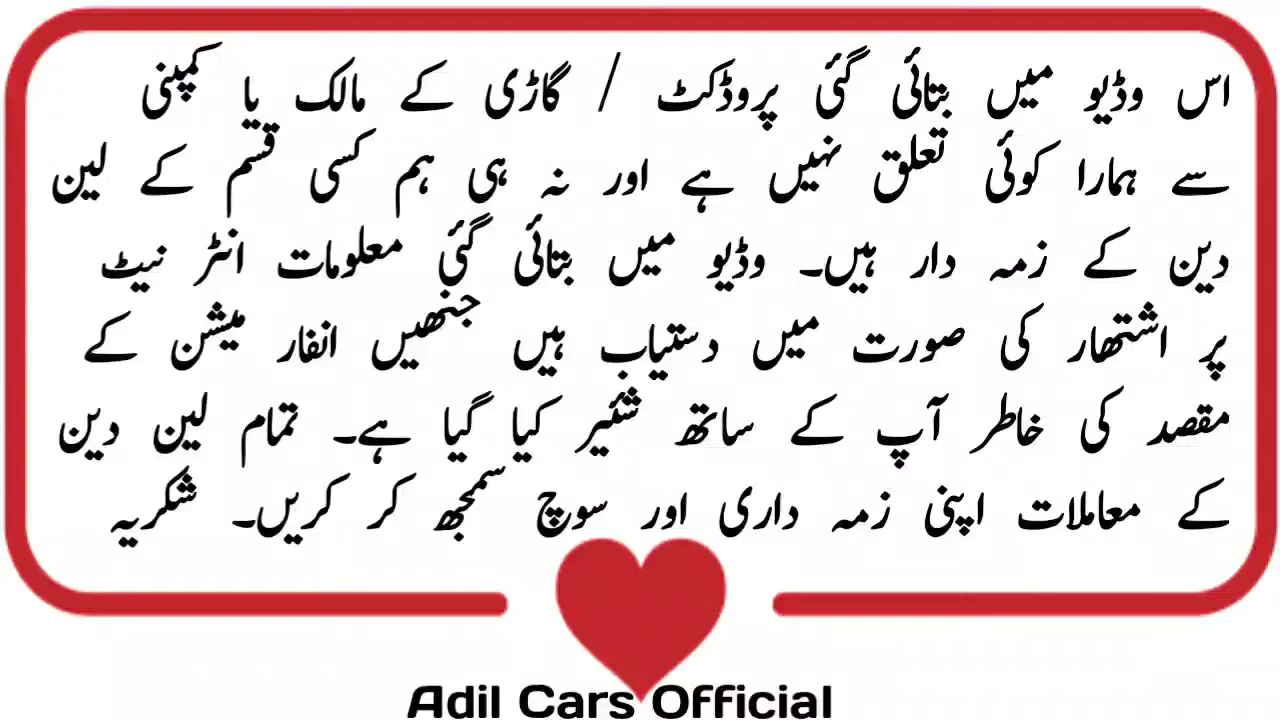 اس وڈیو میں بتائی گئی پروڈکٹ / گاڑی کے مالک یا کمپنی
سے ہمارا کوئی تعلق نہیں ہے اور نہ ہی ہم کسی قسم کے لین
دین کے زمہ دار ہیں۔ وڈیو میں بتائی گئی معلومات انٹر نیٹ
پر اشتھار کی صورت میں دستیاب ہیں جنھیں انفار میشن کے
مقصد کی خاطر آپ کے ساتھ شئیر کیا گیا ہے۔ تمام لین دین
کے معاملات اپنی زمہ داری اور سوچ سمجھ کر کریں۔ شکریہ
Adil Cars Official